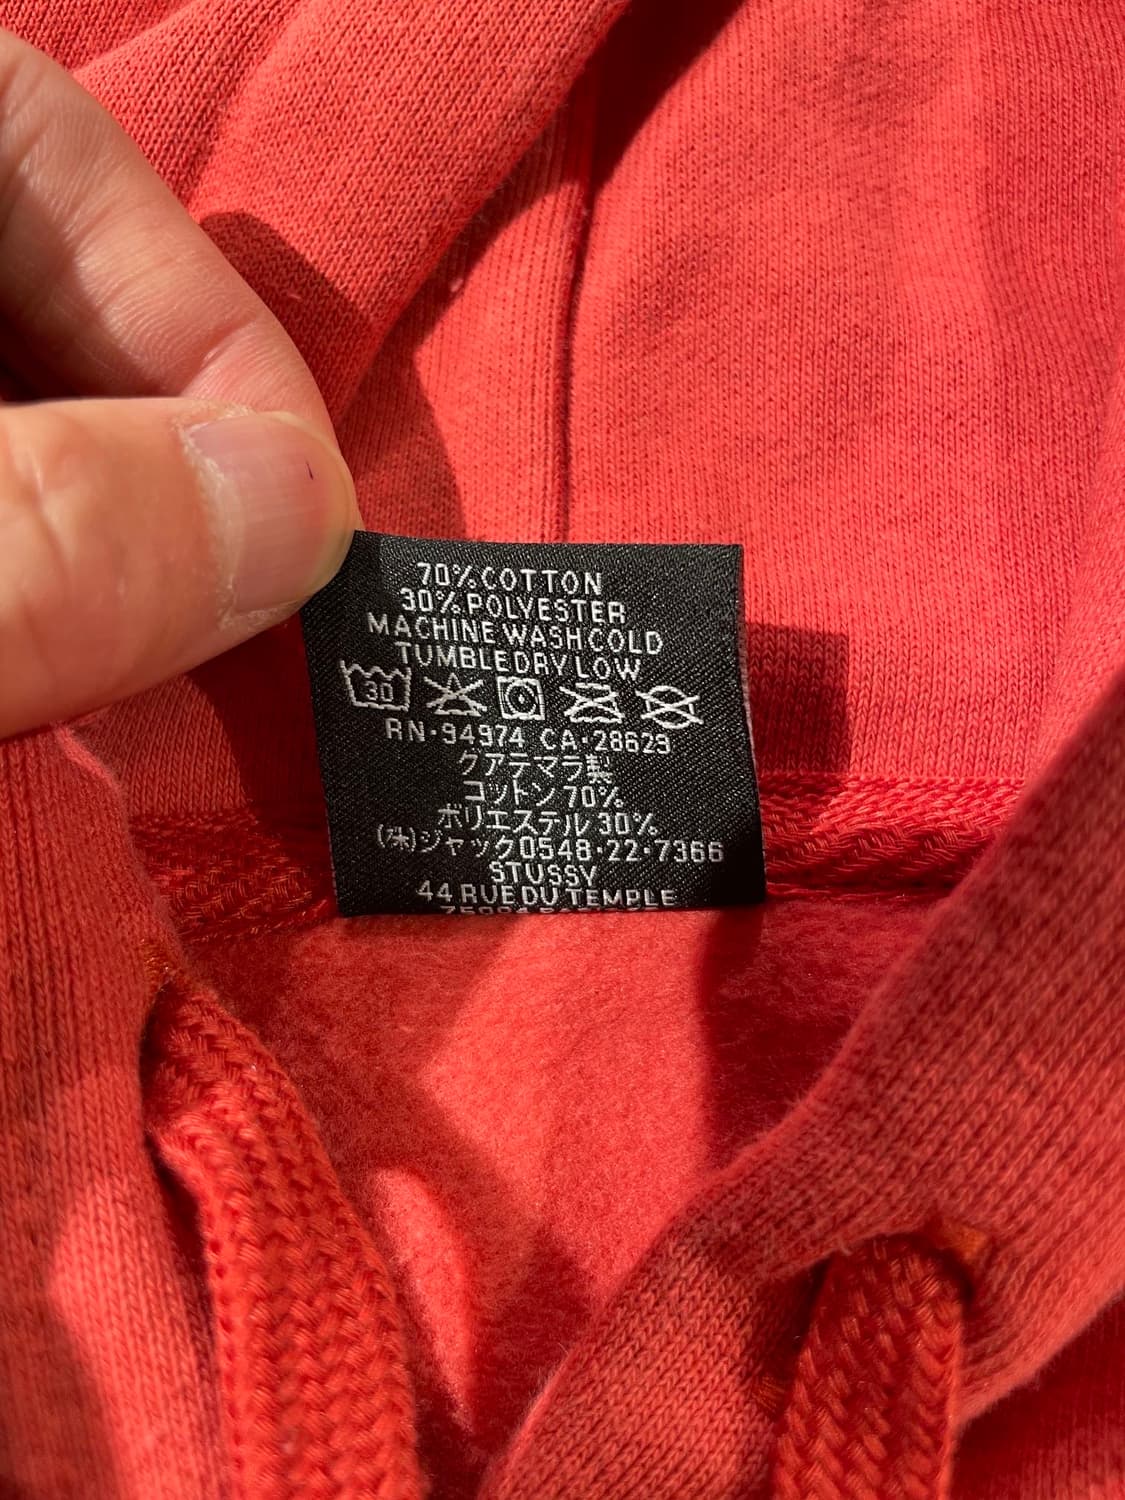 70% COTTON
30% POLYESTER
MACHINE WASH COLD
TUMBLE DRY LOW
30
RN·94974 CA·28623
クアテマラ製
コットン 70%
ポリエステル 30%
(株)ジャック0548·22·7366
STUSSY
44 RUE DU TEMPLE